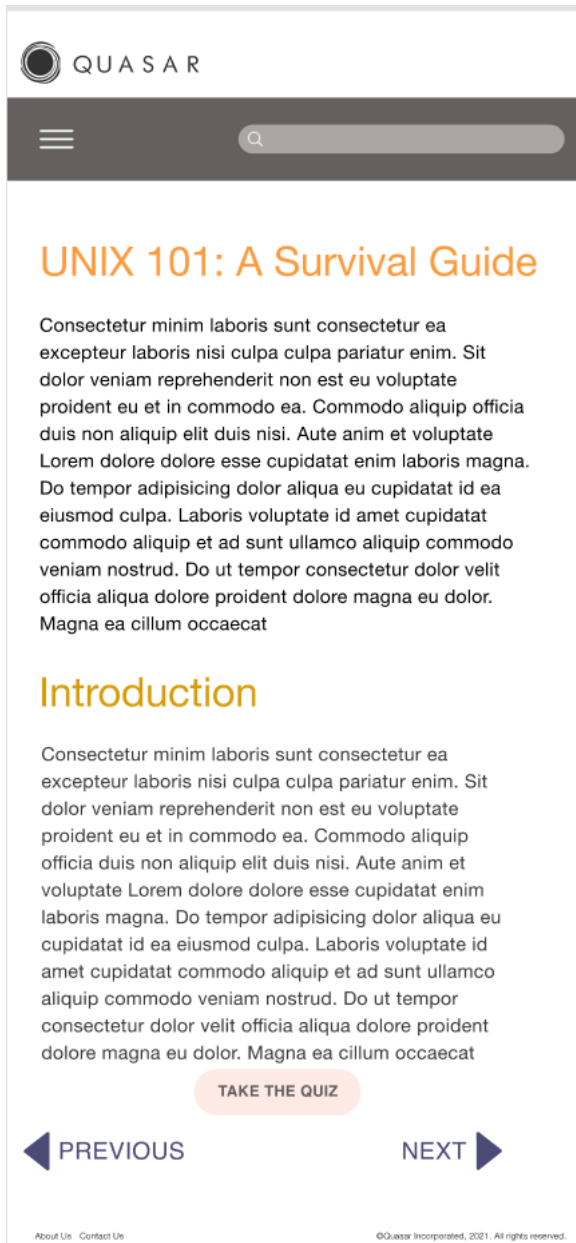 QUASAR
UNIX 101: A Survival Guide
Consectetur minim laboris sunt consectetur ea
excepteur laboris nisi culpa culpa pariatur enim. Sit
dolor veniam reprehenderit non est eu voluptate
proident eu et in commodo ea. Commodo aliquip officia
duis non aliquip elit duis nisi. Aute anim et voluptate
Lorem dolore dolore esse cupidatat enim laboris magna.
Do tempor adipisicing dolor aliqua eu cupidatat id ea
eiusmod culpa. Laboris voluptate id amet cupidatat
commodo aliquip et ad sunt ullamco aliquip commodo
veniam nostrud. Do ut tempor consectetur dolor velit
officia aliqua dolore proident dolore magna eu dolor.
Magna ea cillum occaecat
Introduction
Consectetur minim laboris sunt consectetur ea
excepteur laboris nisi culpa culpa pariatur enim. Sit
dolor veniam reprehenderit non est eu voluptate
proident eu et in commodo ea. Commodo aliquip
officia duis non aliquip elit duis nisi. Aute anim et
voluptate Lorem dolore dolore esse cupidatat enim
laboris magna. Do tempor adipisicing dolor aliqua eu
cupidatat id ea eiusmod culpa. Laboris voluptate id
amet cupidatat commodo aliquip et ad sunt ullamco
aliquip commodo veniam nostrud. Do ut tempor
consectetur dolor velit officia aliqua dolore proident
dolore magna eu dolor. Magna ea cillum occaecat
TAKE THE QUIZ
PREVIOUS NEXT
About Us Contact Us ©Quasar Incorporated, 2021. All rights reserved.